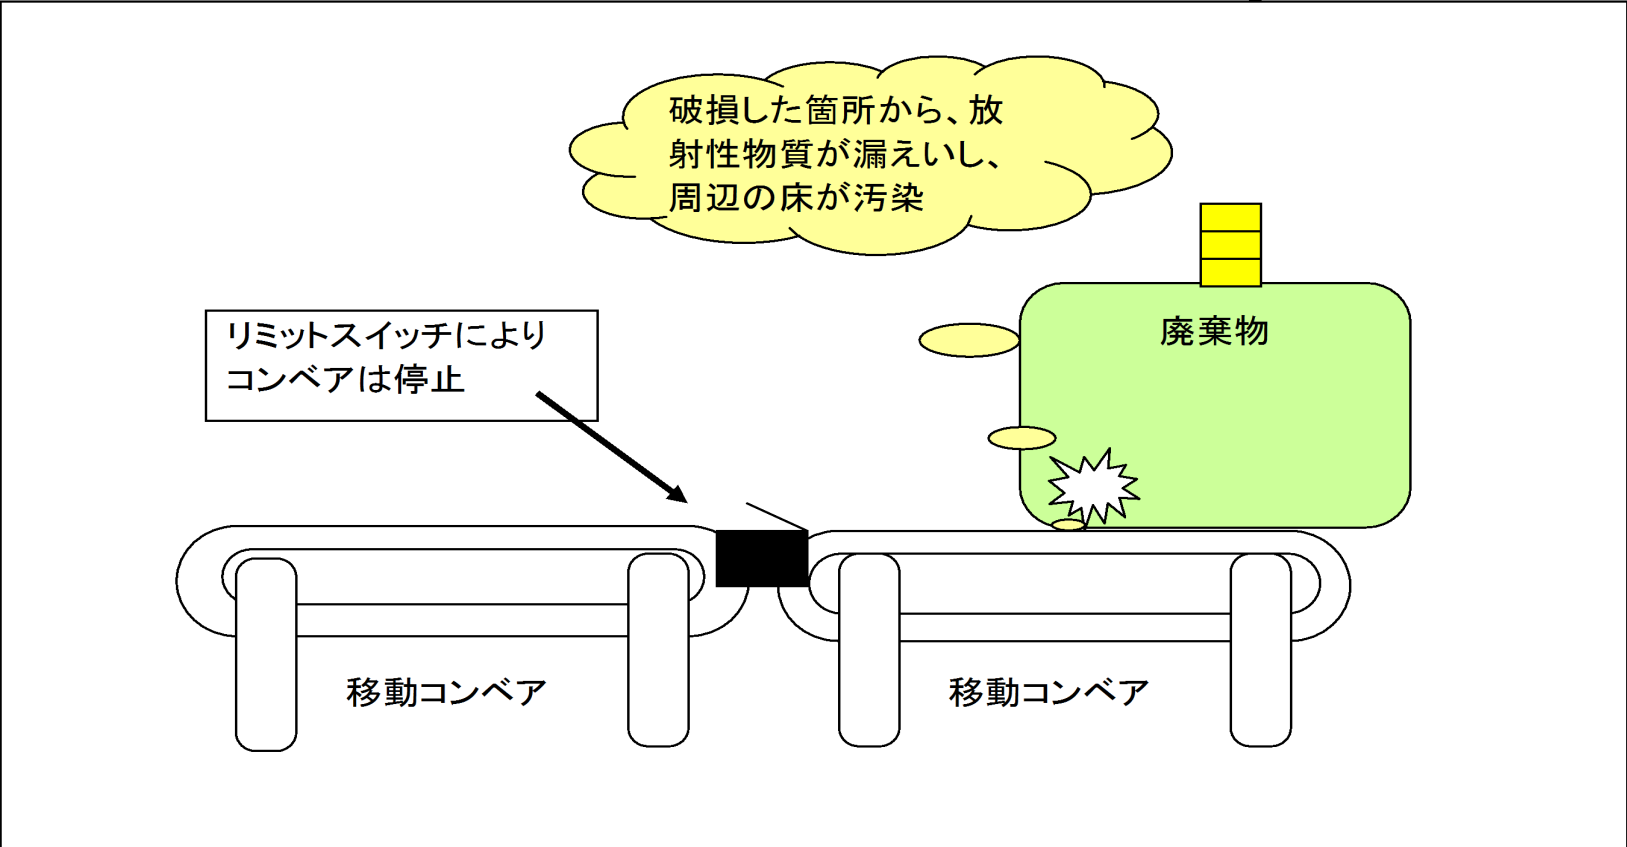 破損した箇所から、放
射性物質が漏えいし、
周辺の床が汚染
リミットスイッチにより
コンベアは停止
廃棄物
移動コンベア
移動コンベア